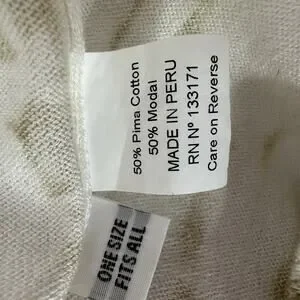 50% Pima Cotton
50% Modal
MADE IN PERU
RN Nº 133171
Care on Reverse
ONE SIZE
FITS ALL